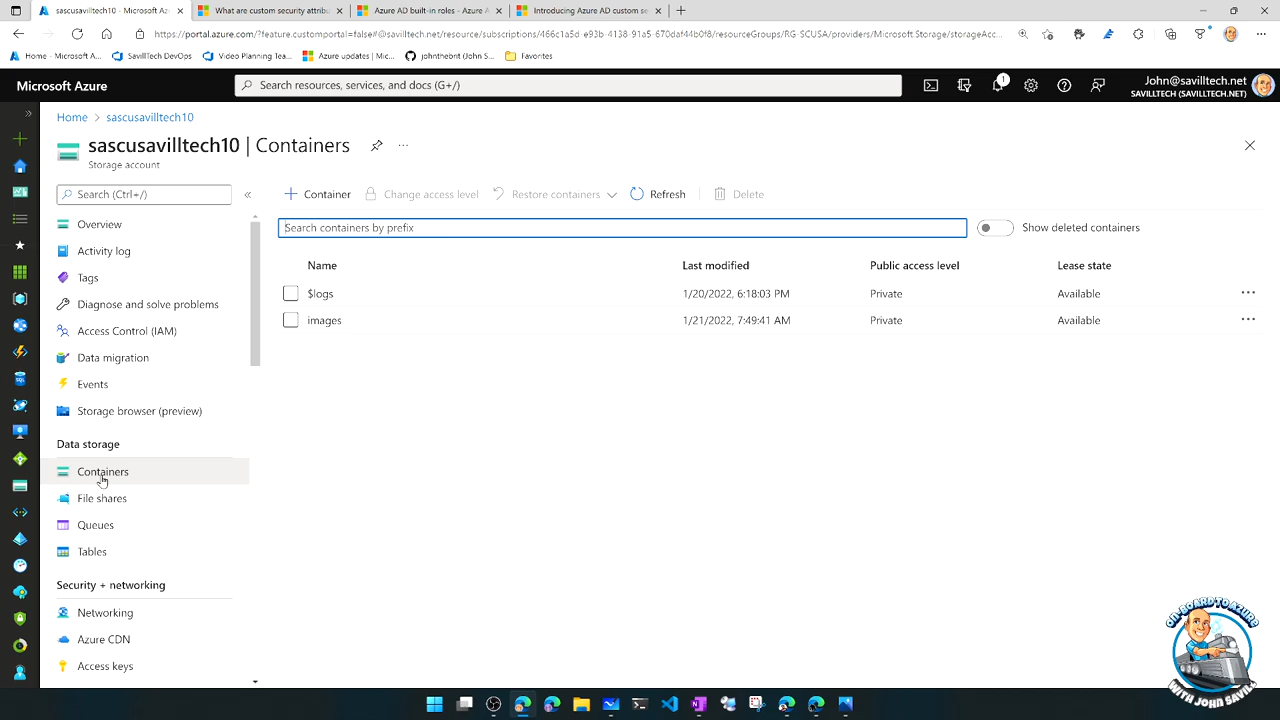 sascusavilltech10 - Microsoft Az
What are custom security attribu
Azure AD built-in roles - Azure A
Introducing Azure AD custom se
https://portal.azure.com/?feature.customportal=false#@savilltech.net/resource/subscriptions/466c1a5d-e93b-4138-91a5-670daf44b0f8/resourceGroups/RG-SCUSA/providers/Microsoft.Storage/storageAcc...
Home - Microsoft A...
SavillTech DevOps
Video Planning Tea...
Azure updates | Mic...
johnthebrit (John S...
Favorites
Microsoft Azure
Search resources, services, and docs (G+/)
1
John@savilltech.net
SAVILLTECH (SAVILLTECH.NET)
Home > sascusavilltech10
sascusavilltech10 | Containers
Storage account
Search (Ctrl+/)
Container
Change access level
Restore containers
Refresh
Delete
Overview
Activity log
Tags
Diagnose and solve problems
Access Control (IAM)
Data migration
Events
Storage browser (preview)
Data storage
Containers
File shares
Queues
Tables
Security + networking
Networking
Azure CDN
Access keys
Search containers by prefix
Show deleted containers
Name Last modified Public access level Lease state
$logs 1/20/2022, 6:18:03 PM Private Available
images 1/21/2022, 7:49:41 AM Private Available
ON-BOARD TO AZURE
WITH JOHN SAVILL